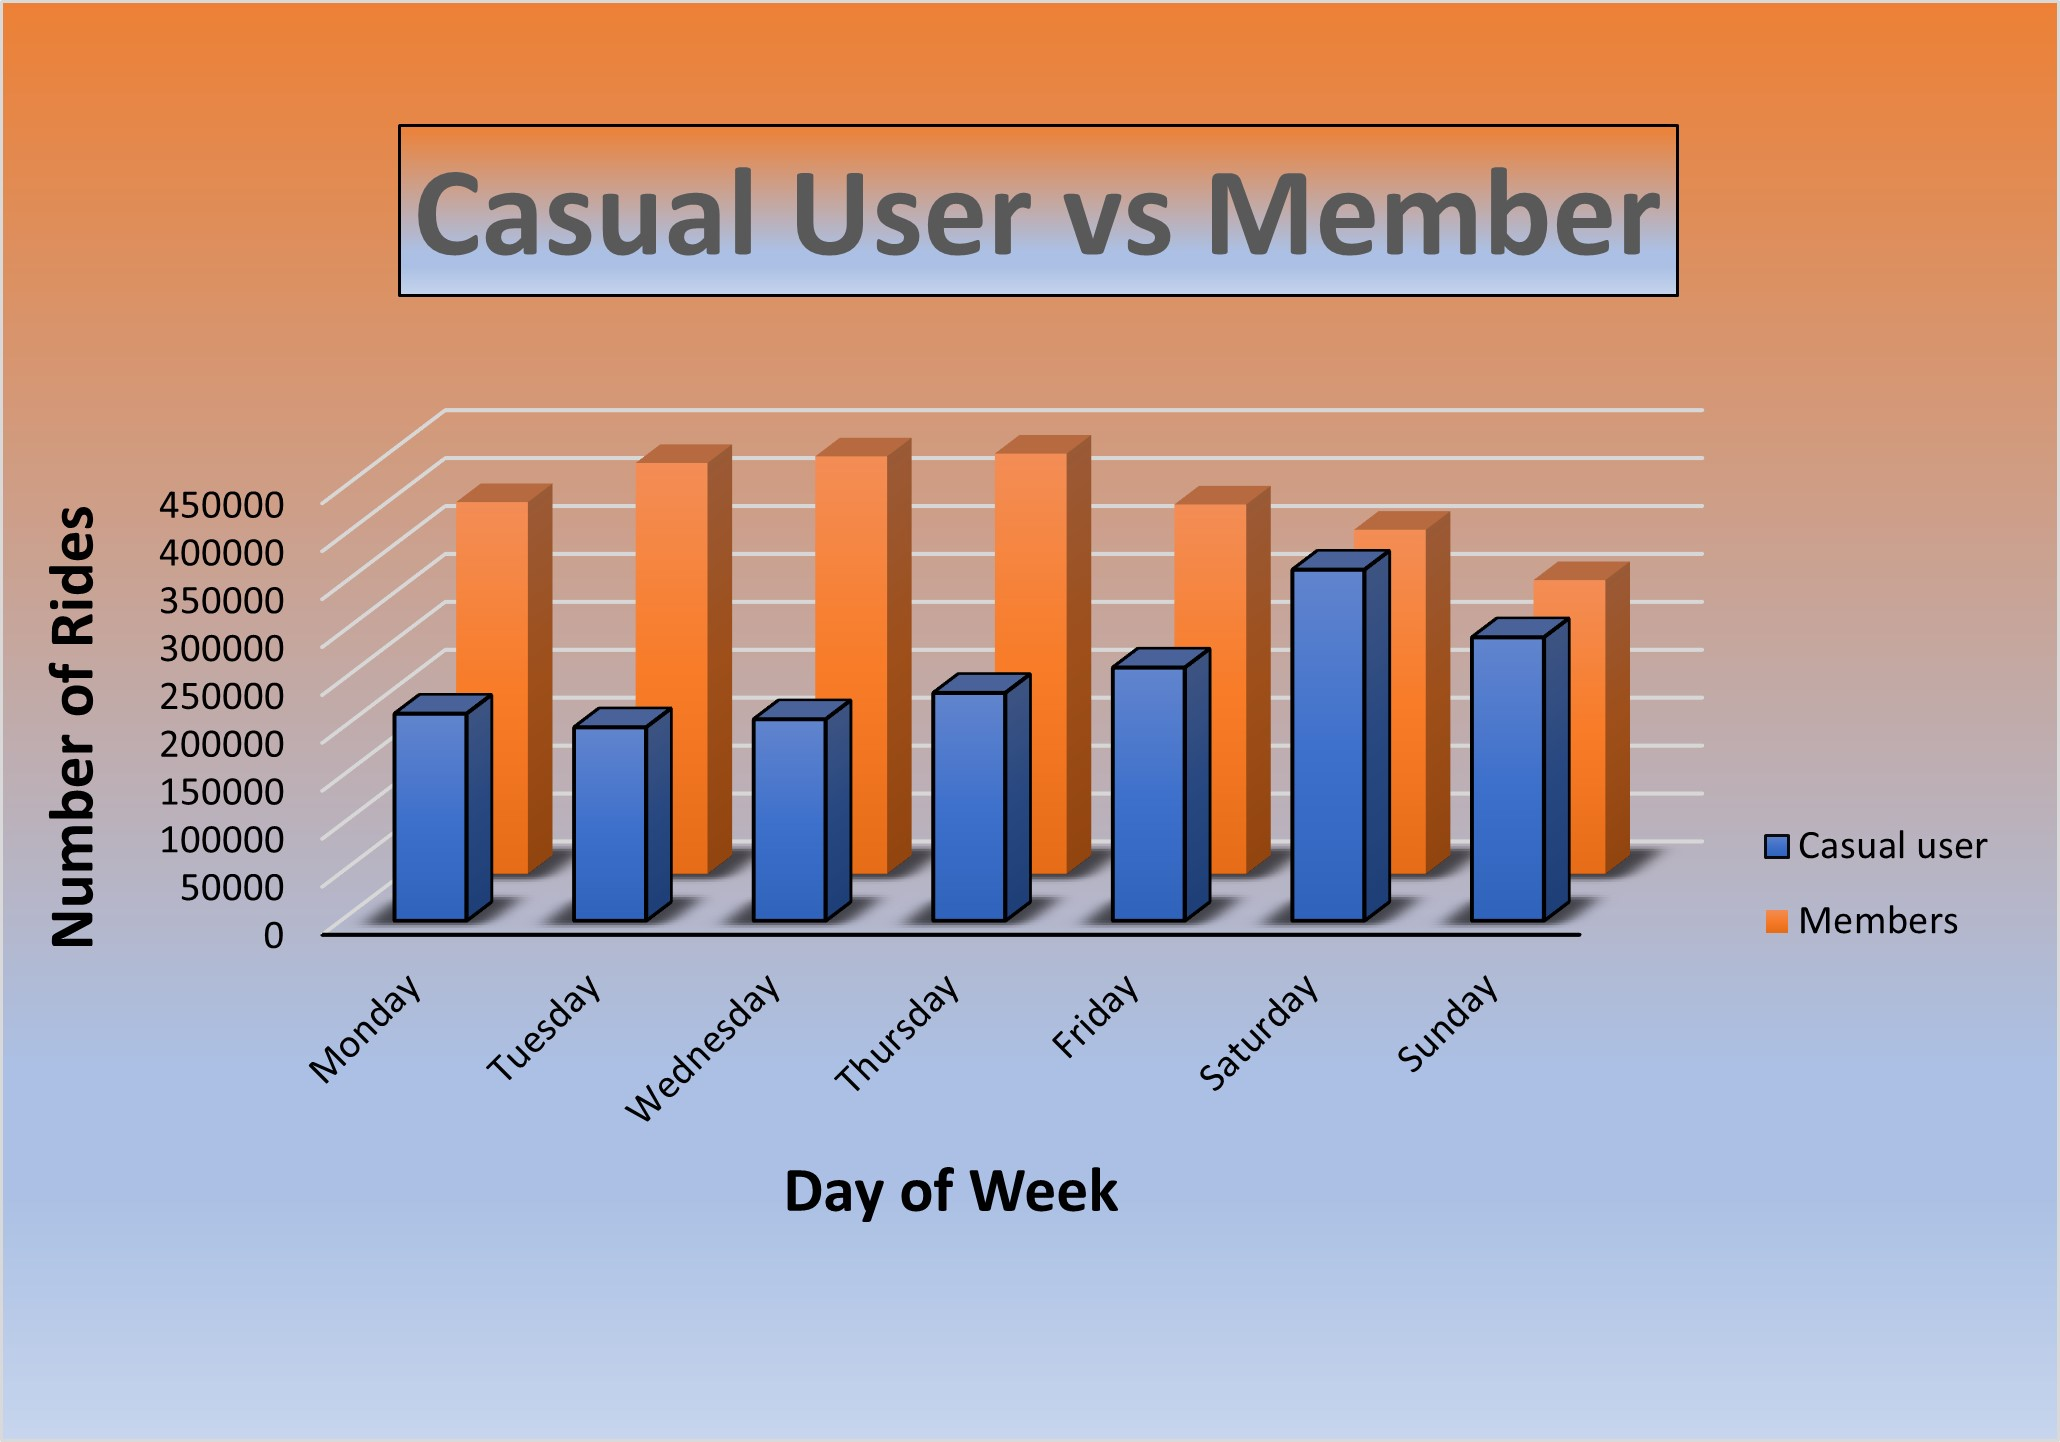 Casual User vs Member
Number of Rides
450000
400000
350000
300000
250000
200000
150000
100000
50000
0
Monday
Tuesday
Wednesday
Thursday
Friday
Saturday
Sunday
Day of Week
Casual user
Members